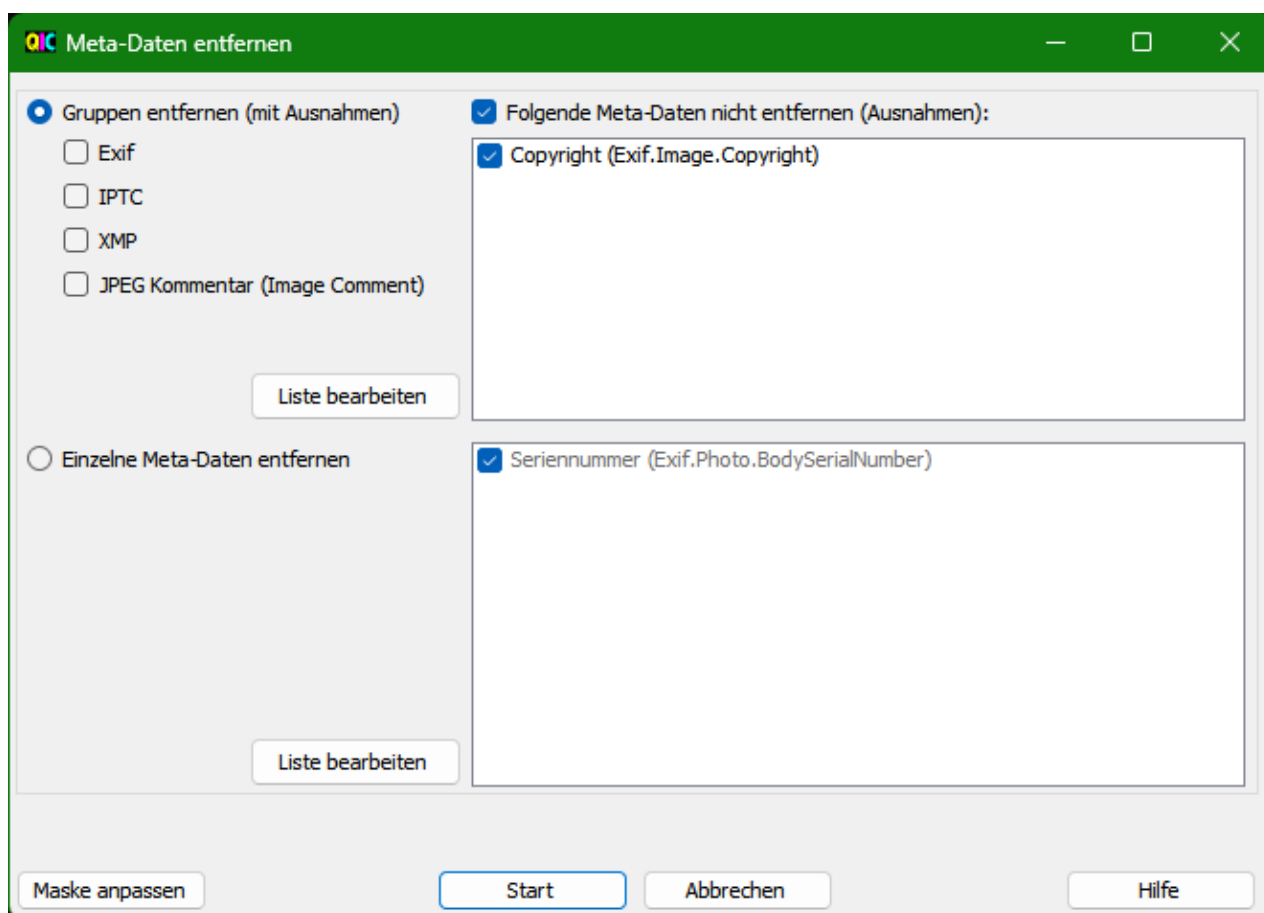 QIC Meta-Daten entfernen
Gruppen entfernen (mit Ausnahmen)
Exif
IPTC
XMP
JPEG Kommentar (Image Comment)
Liste bearbeiten
Folgende Meta-Daten nicht entfernen (Ausnahmen):
Copyright (Exif.Image.Copyright)
Einzelne Meta-Daten entfernen
Liste bearbeiten
Seriennummer (Exif.Photo.BodySerialNumber)
Maske anpassen
Start
Abbrechen
Hilfe